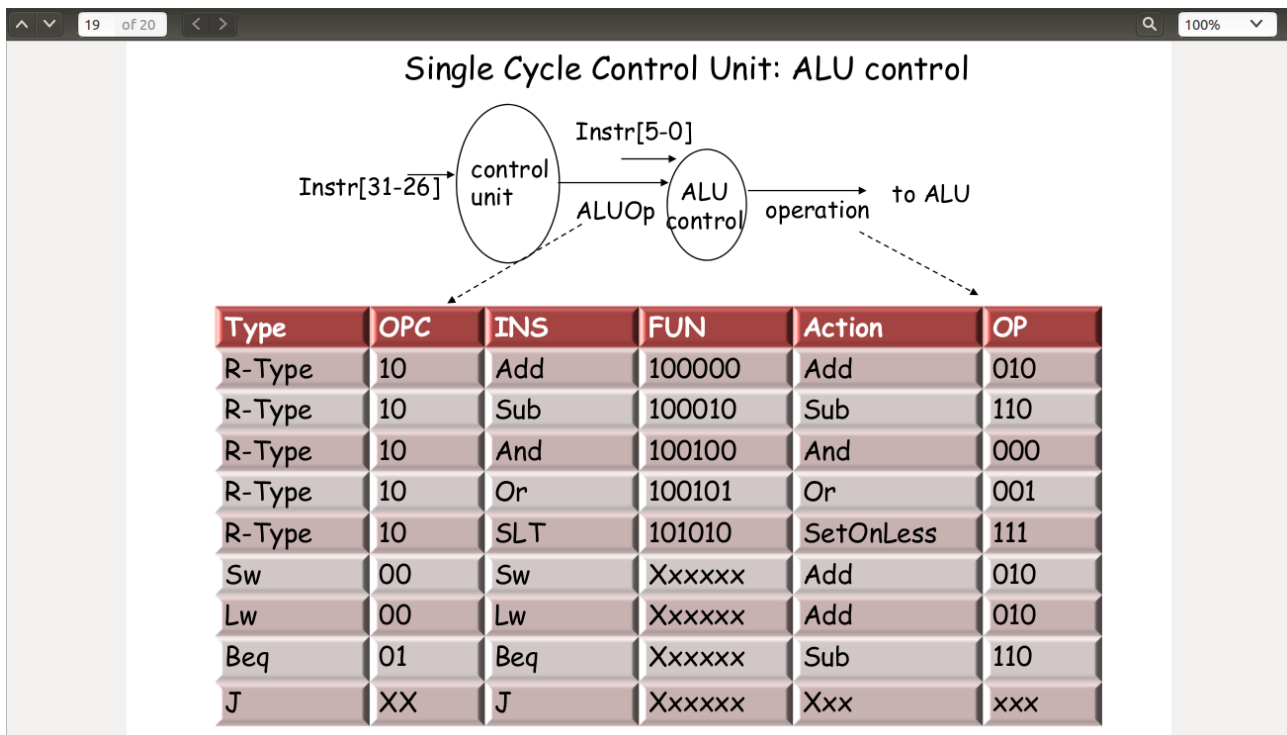 19 of 20
100%
Single Cycle Control Unit: ALU control
Instr[5-0]
Instr[31-26]
control
unit
ALUOp
ALU
control
operation
to ALU
Type OPC INS FUN Action OP
R-Type 10 Add 100000 Add 010
R-Type 10 Sub 100010 Sub 110
R-Type 10 And 100100 And 000
R-Type 10 Or 100101 Or 001
R-Type 10 SLT 101010 SetOnLess 111
Sw 00 Sw Xxxxxx Add 010
Lw 00 Lw Xxxxxx Add 010
Beq 01 Beq Xxxxxx Sub 110
J XX J Xxxxxx Xxx xxx